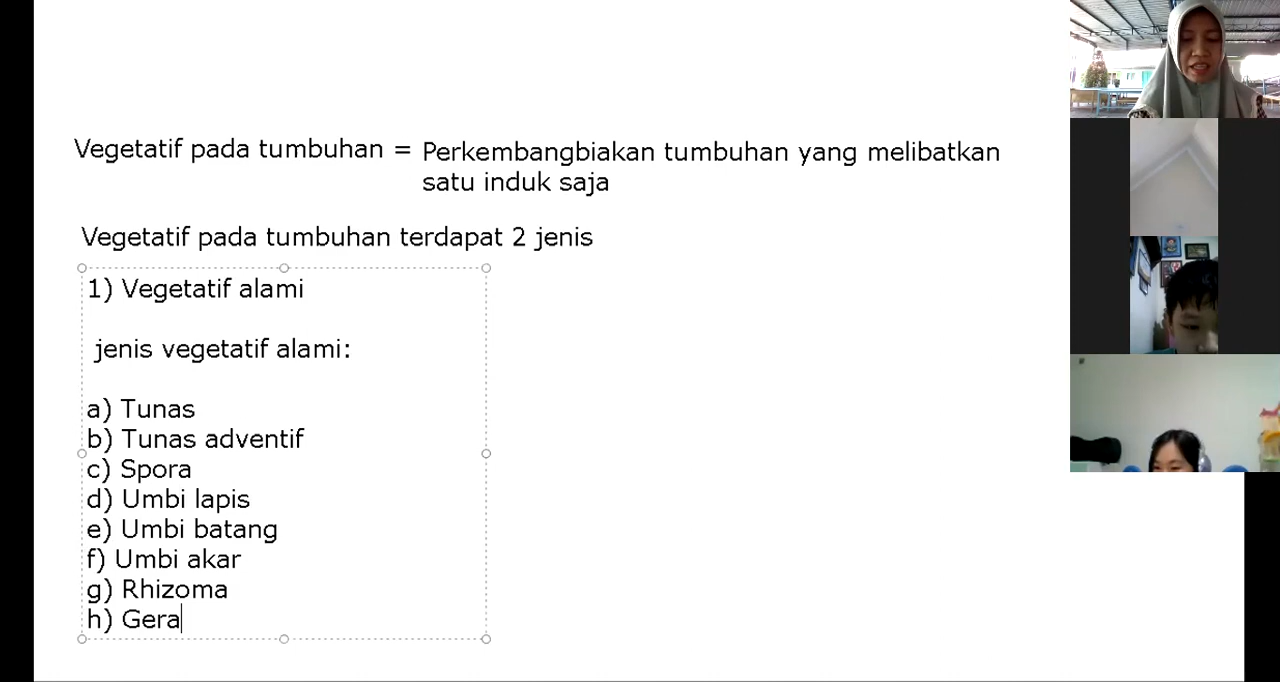 Vegetatif pada tumbuhan = Perkembangbiakan tumbuhan yang melibatkan
satu induk saja
Vegetatif pada tumbuhan terdapat 2 jenis
1) Vegetatif alami
jenis vegetatif alami:
a) Tunas
b) Tunas adventif
c) Spora
d) Umbi lapis
e) Umbi batang
f) Umbi akar
g) Rhizoma
h) Gera